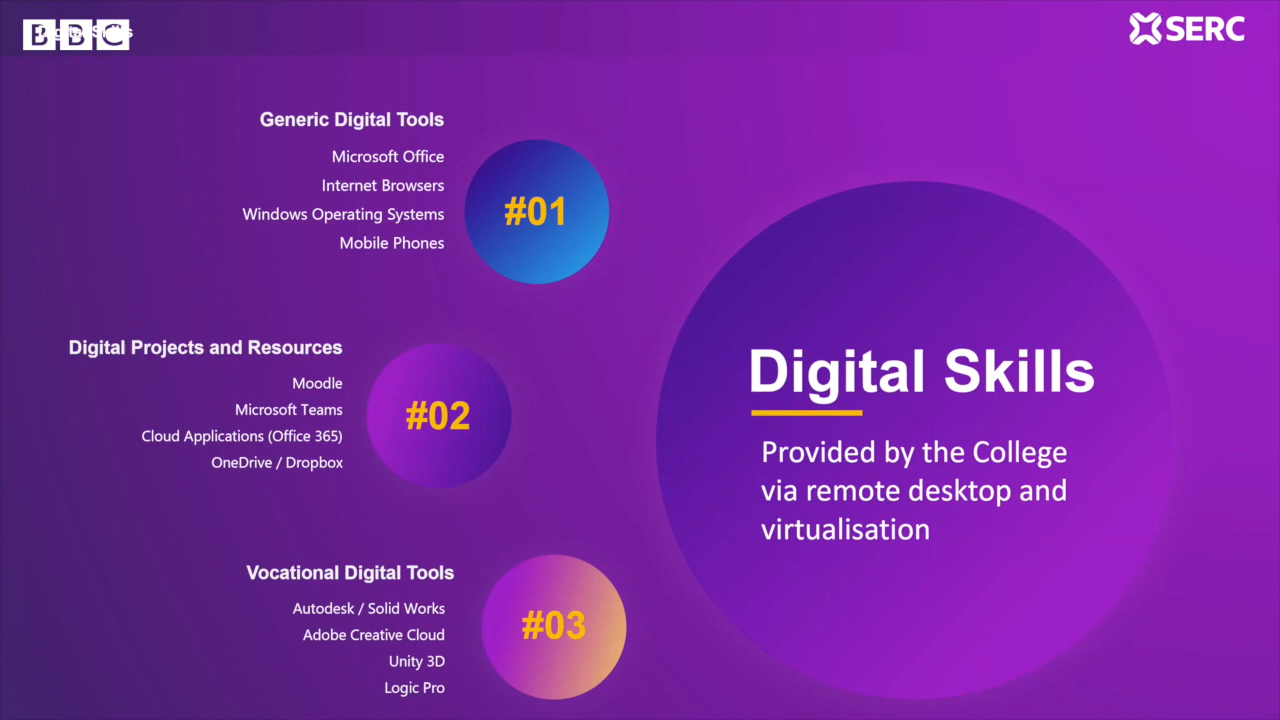 BBC
SERC
Generic Digital Tools
Microsoft Office
Internet Browsers
Windows Operating Systems
Mobile Phones
#01
Digital Projects and Resources
Moodle
Microsoft Teams
Cloud Applications (Office 365)
OneDrive / Dropbox
#02
Vocational Digital Tools
Autodesk / Solid Works
Adobe Creative Cloud
Unity 3D
Logic Pro
#03
Digital Skills
Provided by the College
via remote desktop and
virtualisation